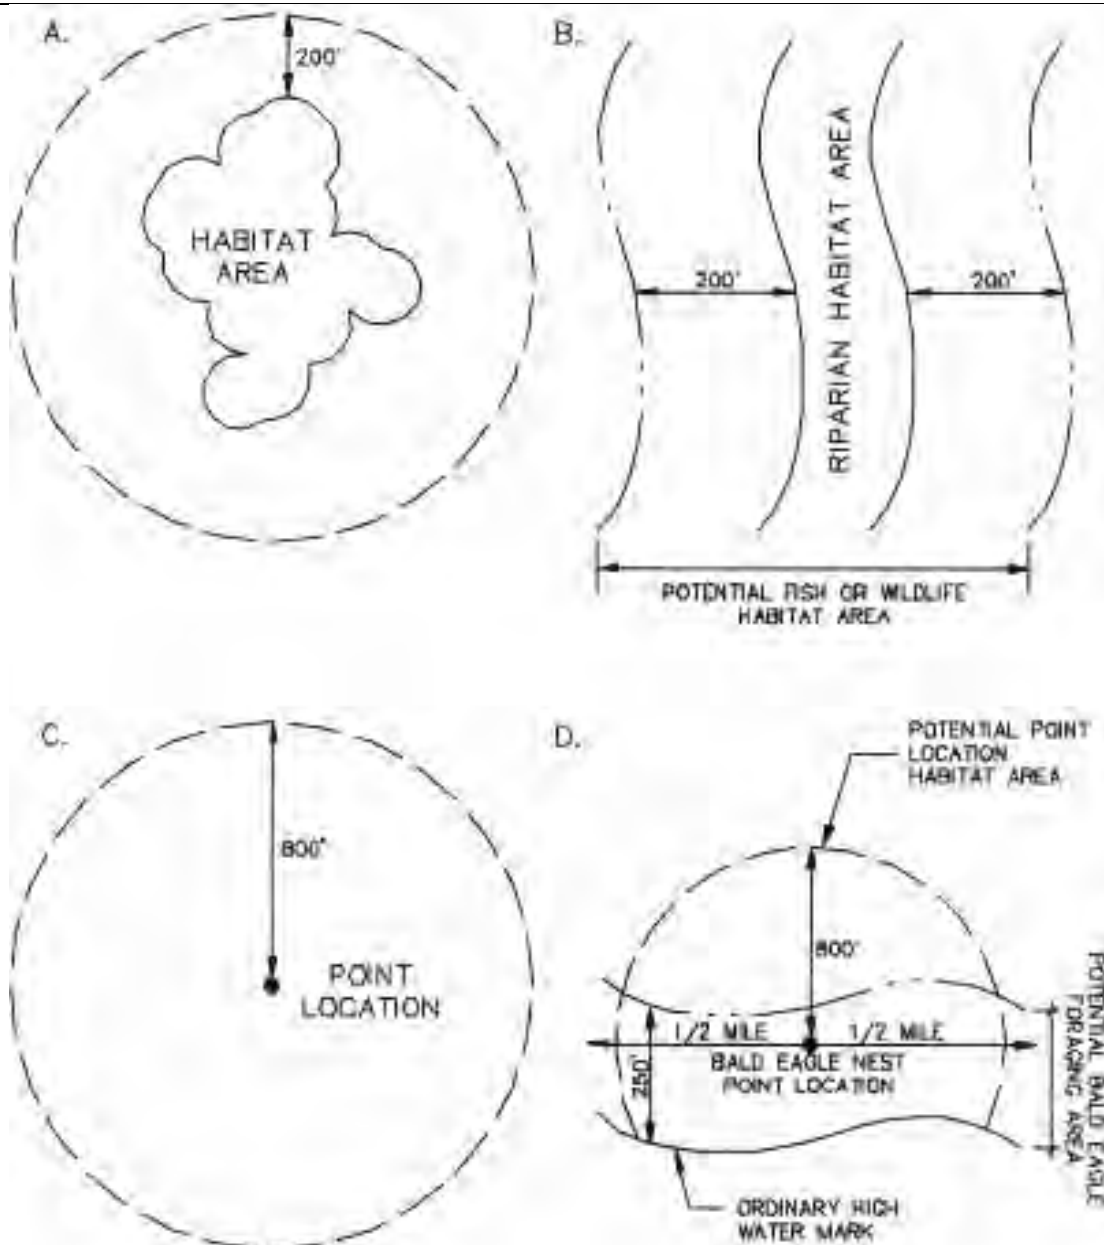 A.
200'
HABITAT
AREA
B.
200'
RIPARIAN HABITAT AREA
200'
POTENTIAL FISH OR WILDLIFE
HABITAT AREA
C.
800'
POINT
LOCATION
D.
POTENTIAL POINT
LOCATION
HABITAT AREA
800'
1/2 MILE
1/2 MILE
BALD EAGLE NEST
POINT LOCATION
250'
POTENTIAL BALD EAGLE
FORAGING AREA
ORDINARY HIGH
WATER MARK